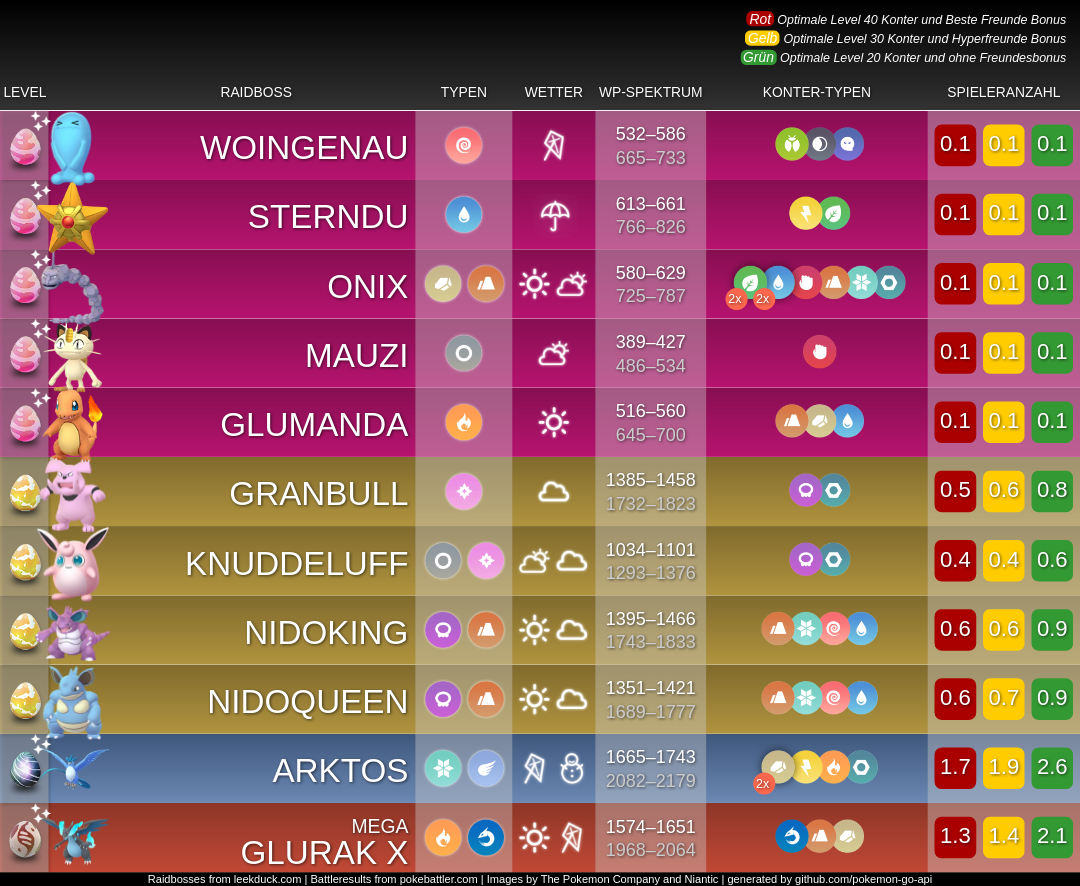 Rot Optimale Level 40 Konter und Beste Freunde Bonus
Gelb Optimale Level 30 Konter und Hyperfreunde Bonus
Grün Optimale Level 20 Konter und ohne Freundesbonus
LEVEL RAIDBOSS TYPEN WETTER WP-SPEKTRUM KONTER-TYPEN SPIELERANZAHL
WOINGENAU 532–586 0.1 0.1 0.1
665–733
STERNDU 613–661 0.1 0.1 0.1
766–826
ONIX 580–629 0.1 0.1 0.1
725–787 2x 2x
MAUZI 389–427 0.1 0.1 0.1
486–534
GLUMANDA 516–560 0.1 0.1 0.1
645–700
GRANBULL 1385–1458 0.5 0.6 0.8
1732–1823
KNUDDELUFF 1034–1101 0.4 0.4 0.6
1293–1376
NIDOKING 1395–1466 0.6 0.6 0.9
1743–1833
NIDOQUEEN 1351–1421 0.6 0.7 0.9
1689–1777
ARKTOS 1665–1743 1.7 1.9 2.6
2082–2179 2x
MEGA 1574–1651 1.3 1.4 2.1
GLURAK X 1968–2064
Raidbosses from leekduck.com | Battleresults from pokebattler.com | Images by The Pokemon Company and Niantic | generated by github.com/pokemon-go-api